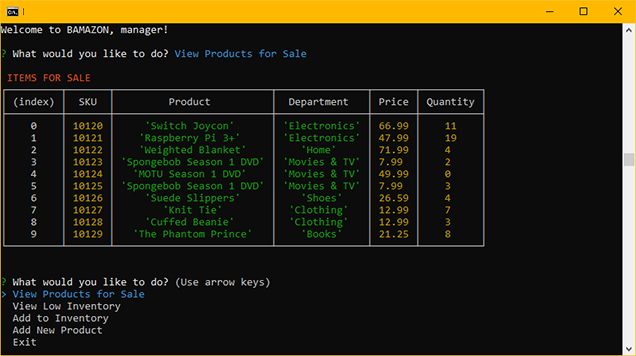 Welcome to BAMAZON, manager!
? What would you like to do? View Products for Sale
ITEMS FOR SALE
(index) SKU Product Department Price Quantity
0 10120 'Switch Joycon' 'Electronics' 66.99 11
1 10121 'Raspberry Pi 3+' 'Electronics' 47.99 19
2 10122 'Weighted Blanket' 'Home' 71.99 4
3 10123 'Spongebob Season 1 DVD' 'Movies & TV' 7.99 2
4 10124 'MOTU Season 1 DVD' 'Movies & TV' 49.99 0
5 10125 'Spongebob Season 1 DVD' 'Movies & TV' 7.99 3
6 10126 'Suede Slippers' 'Shoes' 26.59 4
7 10127 'Knit Tie' 'Clothing' 12.99 7
8 10128 'Cuffed Beanie' 'Clothing' 12.99 3
9 10129 'The Phantom Prince' 'Books' 21.25 8
? What would you like to do? (Use arrow keys)
> View Products for Sale
View Low Inventory
Add to Inventory
Add New Product
Exit